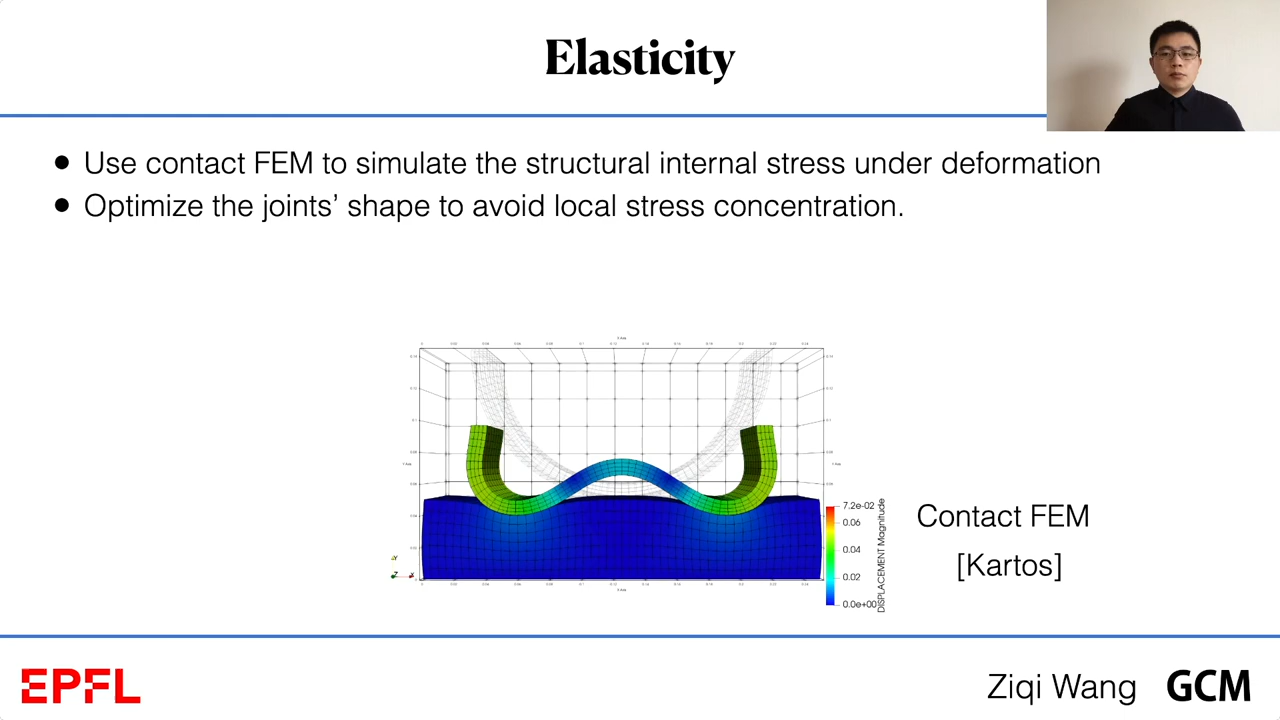 Elasticity
• Use contact FEM to simulate the structural internal stress under deformation
• Optimize the joints’ shape to avoid local stress concentration.
7.2e-02
0.06
0.04
0.02
0.0e+00
DISPLACEMENT Magnitude
Contact FEM
[Kartos]
EPFL
Ziqi Wang
GCM